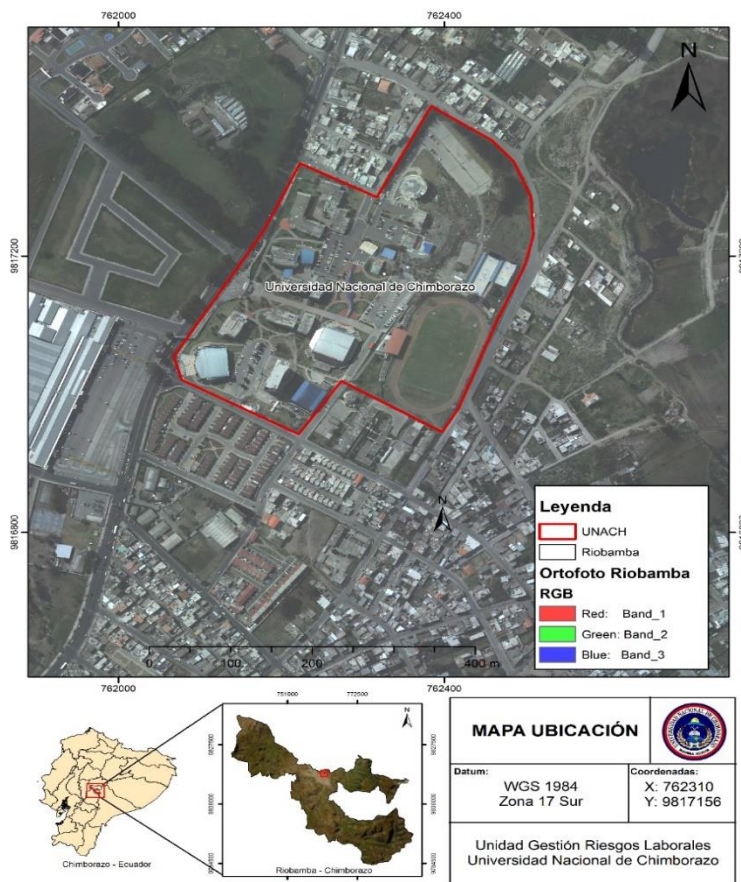 762000
762400
N
9817200
Universidad Nacional de Chimborazo
N
Leyenda
UNACH
Riobamba
Ortofoto Riobamba
RGB
Red: Band_1
Green: Band_2
Blue: Band_3
9816800
0 100 200 400 m
762000
762400
Chimborazo - Ecuador
N
Riobamba - Chimborazo
MAPA UBICACIÓN
Datum:
WGS 1984
Zona 17 Sur
Coordenadas:
X: 762310
Y: 9817156
Unidad Gestión Riesgos Laborales
Universidad Nacional de Chimborazo